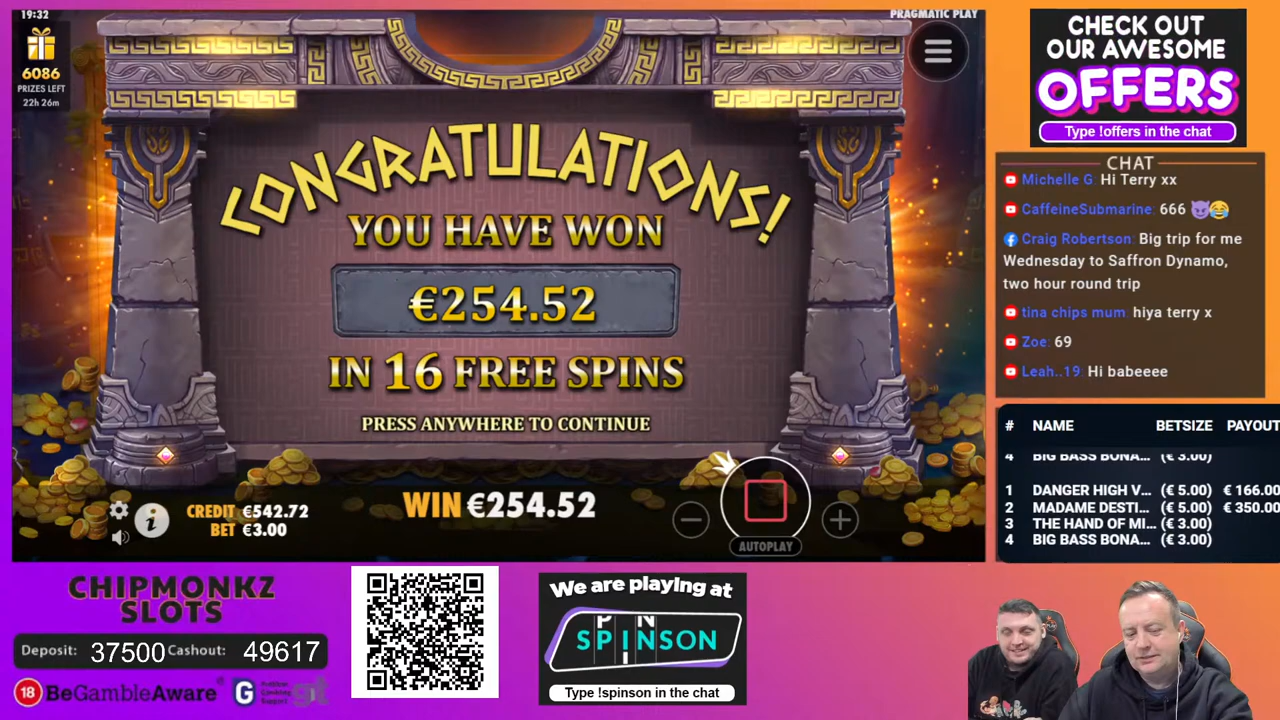 19:32
6086
PRIZES LEFT
22h 26m
PRAGMATIC PLAY
CONGRATULATIONS!
YOU HAVE WON
€254.52
IN 16 FREE SPINS
PRESS ANYWHERE TO CONTINUE
CREDIT €542.72
BET €3.00
WIN €254.52
AUTOPLAY
CHECK OUT
OUR AWESOME
OFFERS
Type !offers in the chat
CHAT
Michelle G: Hi Terry xx
CaffeineSubmarine: 666 😈😂
Craig Robertson: Big trip for me
Wednesday to Saffron Dynamo,
two hour round trip
tina chips mum: hiya terry x
Zoe: 69
Leah..19: Hi babeeee
# NAME BETSIZE PAYOUT
4 BIG BASS BONA... (€ 3.00)
1 DANGER HIGH V... (€ 5.00) € 166.00
2 MADAME DESTI... (€ 5.00) € 350.00
3 THE HAND OF MI... (€ 3.00)
4 BIG BASS BONA... (€ 3.00)
CHIPMONKZ
SLOTS
Deposit: 37500 Cashout: 49617
18 BeGambleAware
We are playing at
SPINSON
Type !spinson in the chat